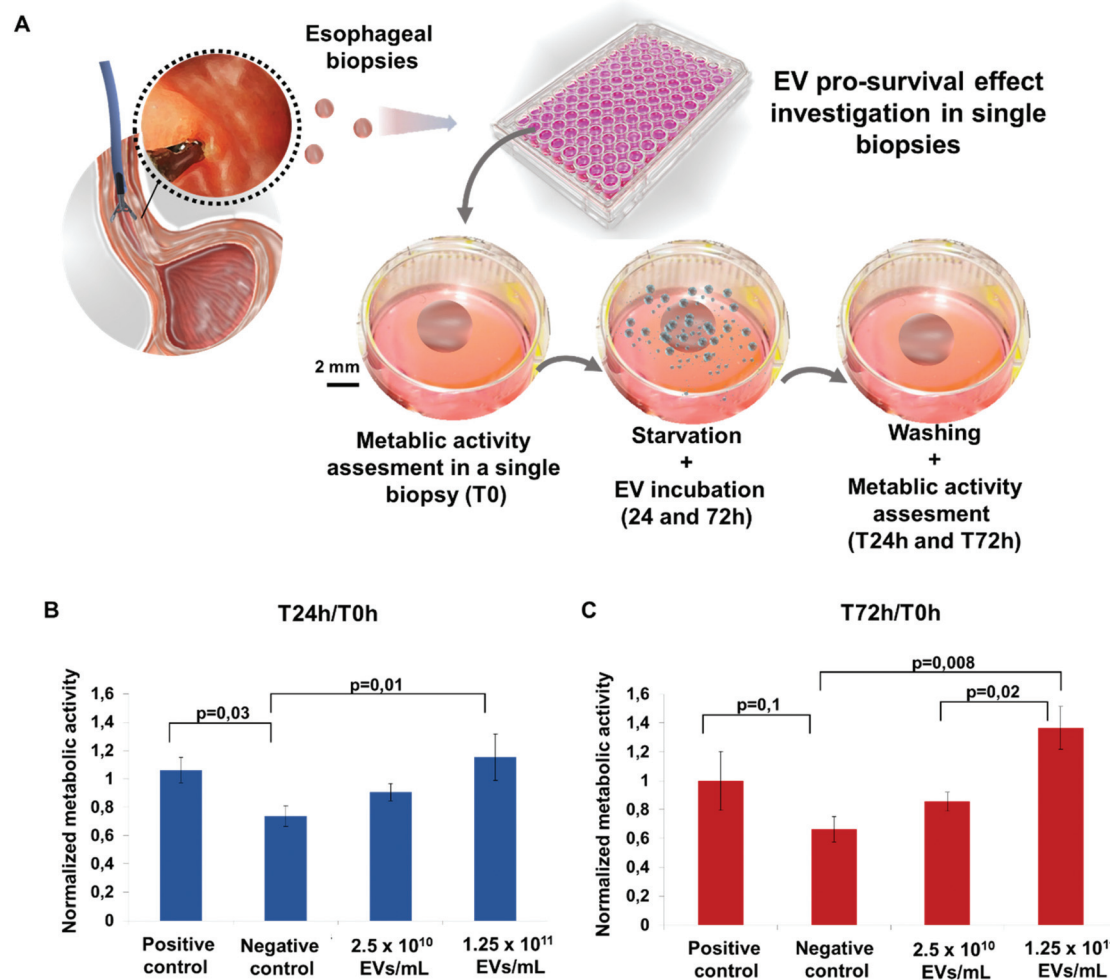 A
Esophageal
biopsies
EV pro-survival effect
investigation in single
biopsies
2 mm
Metablic activity
assesment in a single
biopsy (T0)
Starvation
+
EV incubation
(24 and 72h)
Washing
+
Metablic activity
assesment
(T24h and T72h)
B
T24h/T0h
Normalized metabolic activity
1,6
1,4
1,2
1
0,8
0,6
0,4
0,2
0
p=0,03
p=0,01
Positive
control
Negative
control
2.5 x 10¹⁰
EVs/mL
1.25 x 10¹¹
EVs/mL
C
T72h/T0h
Normalized metabolic activity
1,6
1,4
1,2
1
0,8
0,6
0,4
0,2
0
p=0,1
p=0,008
p=0,02
Positive
control
Negative
control
2.5 x 10¹⁰
EVs/mL
1.25 x 10¹
EVs/mL